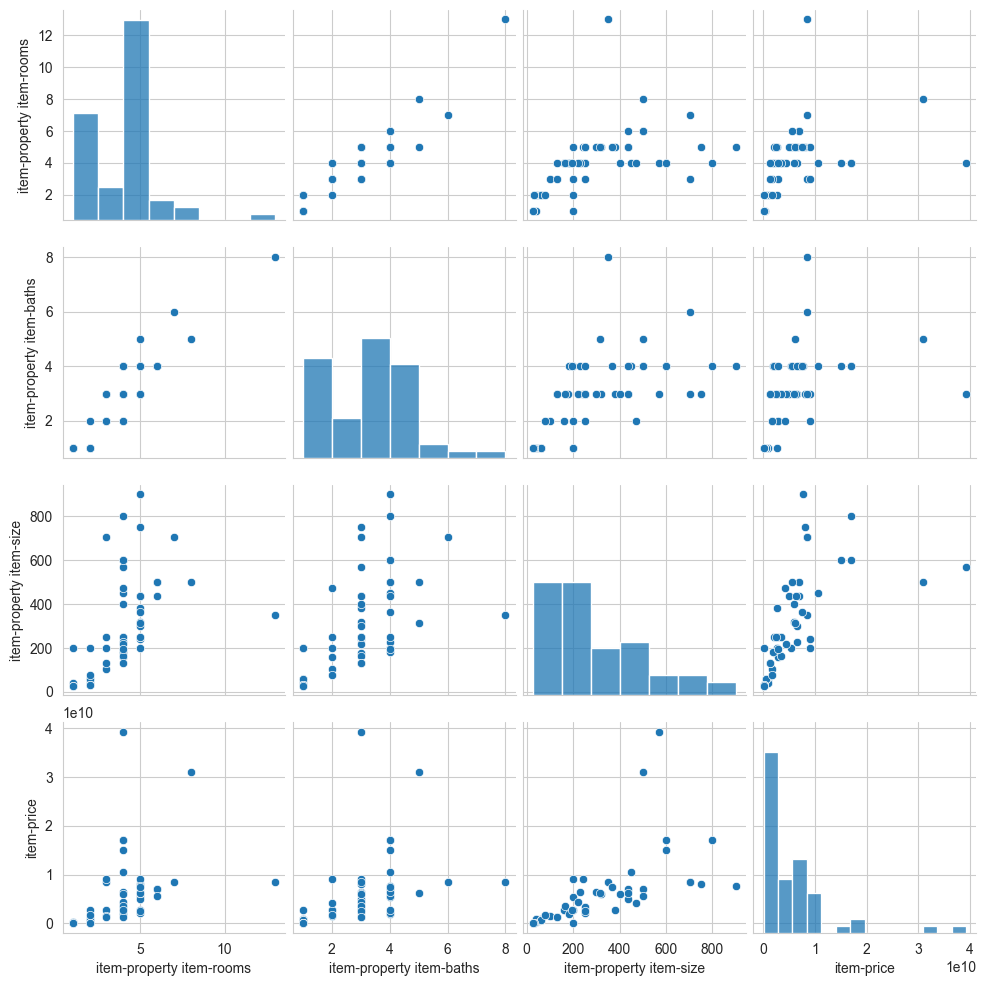 item-property item-rooms
12
10
8
6
4
2
item-property item-baths
8
6
4
2
item-property item-size
800
600
400
200
0
1e10
item-price
4
3
2
1
0
5 10
2 4 6 8
0 200 400 600 800
0 1 2 3 4
1e10
item-property item-rooms
item-property item-baths
item-property item-size
item-price